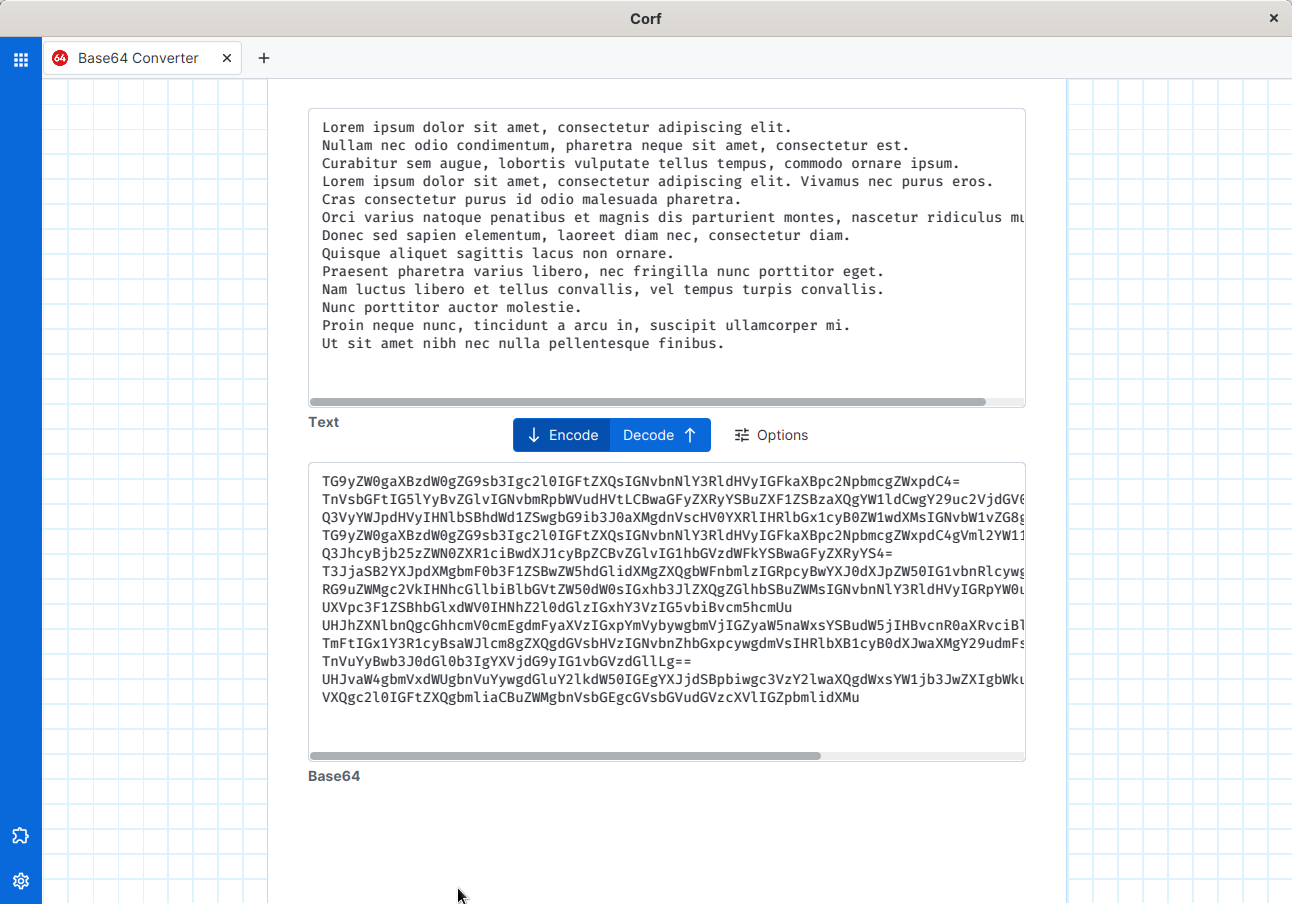 Corf
64 Base64 Converter
Lorem ipsum dolor sit amet, consectetur adipiscing elit.
Nullam nec odio condimentum, pharetra neque sit amet, consectetur est.
Curabitur sem augue, lobortis vulputate tellus tempus, commodo ornare ipsum.
Lorem ipsum dolor sit amet, consectetur adipiscing elit. Vivamus nec purus eros.
Cras consectetur purus id odio malesuada pharetra.
Orci varius natoque penatibus et magnis dis parturient montes, nascetur ridiculus mu
Donec sed sapien elementum, laoreet diam nec, consectetur diam.
Quisque aliquet sagittis lacus non ornare.
Praesent pharetra varius libero, nec fringilla nunc porttitor eget.
Nam luctus libero et tellus convallis, vel tempus turpis convallis.
Nunc porttitor auctor molestie.
Proin neque nunc, tincidunt a arcu in, suscipit ullamcorper mi.
Ut sit amet nibh nec nulla pellentesque finibus.
Text
Encode Decode Options
TG9yZW0gaXBzdW0gZG9sb3Igc2l0IGFtZXQsIGNvbnNlY3RldHVyIGFkaXBpc2NpbmcgZWxpdC4=
TnVsbGFtIG5lYyBvZGlvIGNvbmRpbWVudHVtLCBwaGFyZXRyYSBuZXF1ZSBzaXQgYW1ldCwgY29uc2VjdGV0
Q3VyYWJpdHVyIHNlbSBhdWd1ZSwgbG9ib3J0aXMgdnVscHV0YXRlIHRlbGx1cyB0ZW1wdXMsIGNvbW1vZG8g
TG9yZW0gaXBzdW0gZG9sb3Igc2l0IGFtZXQsIGNvbnNlY3RldHVyIGFkaXBpc2NpbmcgZWxpdC4gVml2YW11
Q3JhcyBjb25zZWN0ZXR1ciBwdXJ1cyBpZCBvZGlvIG1hbGVzdWFkYSBwaGFyZXRyYS4=
T3JjaSB2YXJpdXMgbmF0b3F1ZSBwZW5hdGlidXMgZXQgbWFnbmlzIGRpcyBwYXJ0dXJpZW50IG1vbnRlcywg
RG9uZWMgc2VkIHNhcGllbiBlbGVtZW50dW0sIGxhb3JlZXQgZGlhbSBuZWMsIGNvbnNlY3RldHVyIGRpYW0u
UXVpc3F1ZSBhbGlxdWV0IHNhZ2l0dGlzIGxhY3VzIG5vbiBvcm5hcmUu
UHJhZXNlbnQgcGhhcmV0cmEgdmFyaXVzIGxpYmVybywgbmVjIGZyaW5naWxsYSBudW5jIHBvcnR0aXRvciBl
TmFtIGx1Y3R1cyBsaWJlcm8gZXQgdGVsbHVzIGNvbnZhbGxpcywgdmVsIHRlbXB1cyB0dXJwaXMgY29udmFs
TnVuYyBwb3J0dGl0b3IgYXVjdG9yIG1vbGVzdGllLg==
UHJvaW4gbmVxdWUgbnVuYywgdGluY2lkdW50IGEgYXJjdSBpbiwgc3VzY2lwaXQgdWxsYW1jb3JwZXIgbWku
VXQgc2l0IGFtZXQgbmliaCBuZWMgbnVsbGEgcGVsbGVudGVzcXVlIGZpbmlidXMu
Base64